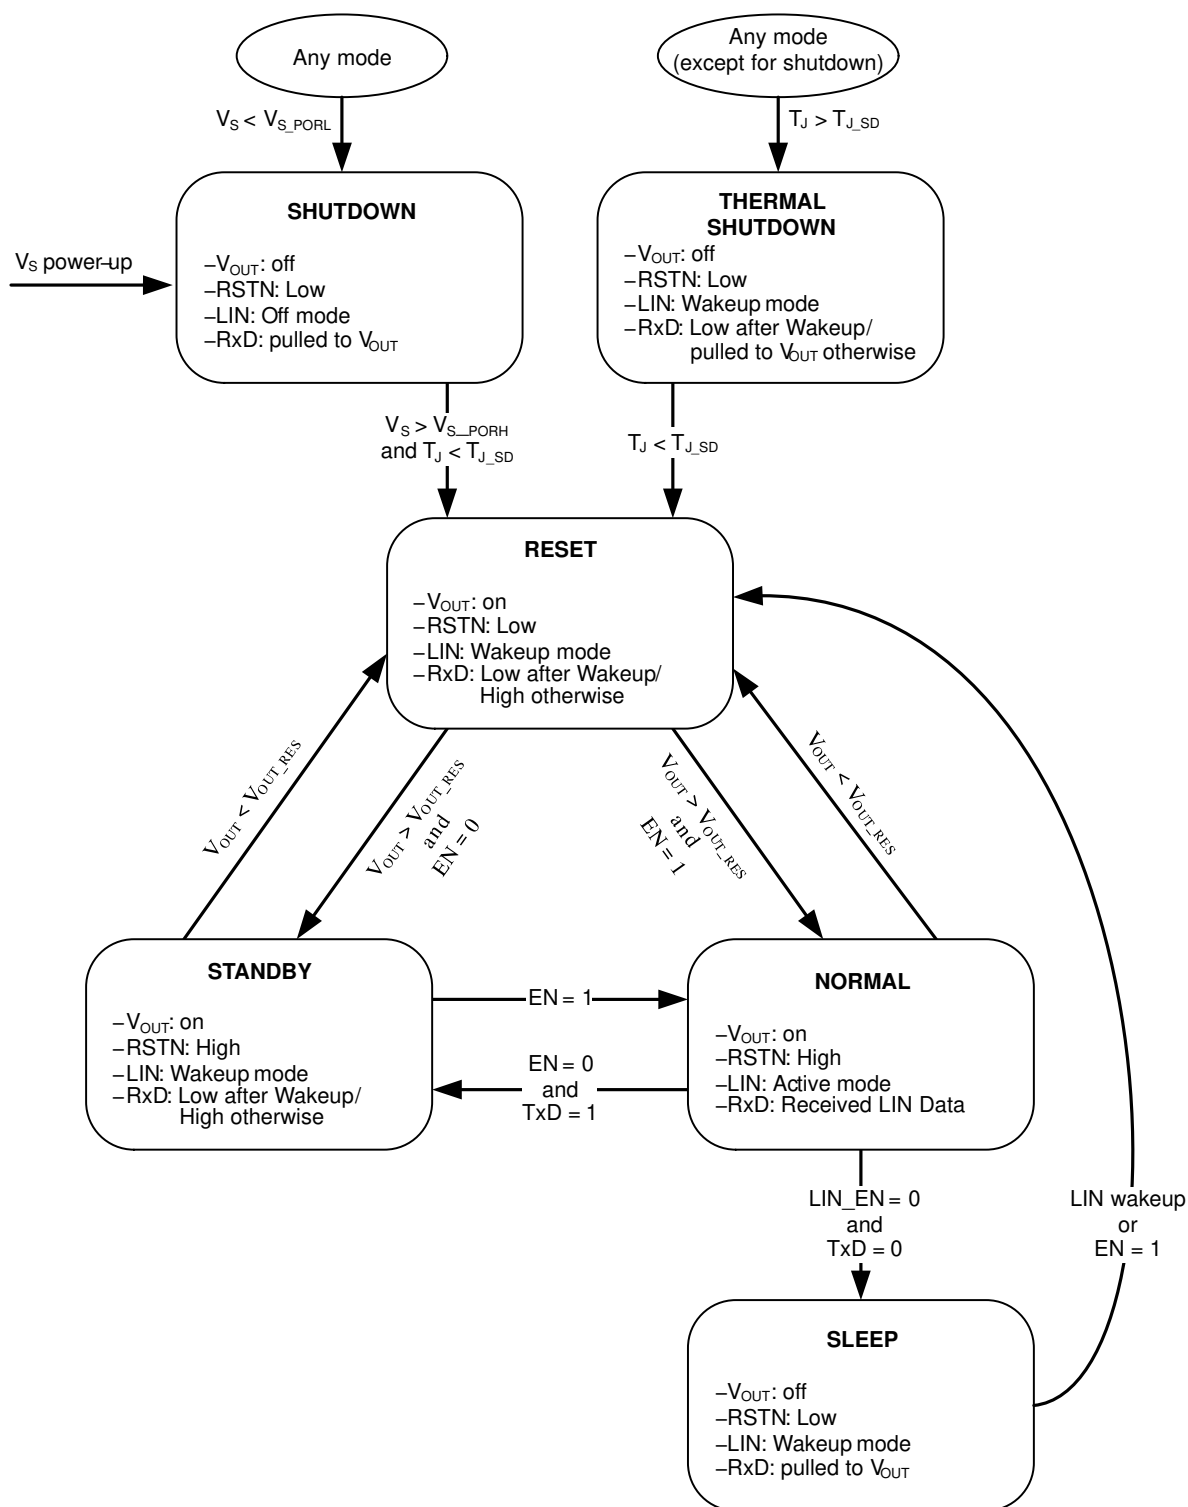 Any mode
Any mode
(except for shutdown)
V_S < V_S_PORL
T_J > T_J_SD
V_S power–up
SHUTDOWN
–V_OUT: off
–RSTN: Low
–LIN: Off mode
–RxD: pulled to V_OUT
THERMAL
SHUTDOWN
–V_OUT: off
–RSTN: Low
–LIN: Wakeup mode
–RxD: Low after Wakeup/
pulled to V_OUT otherwise
V_S > V_S_PORH
and T_J < T_J_SD
T_J < T_J_SD
RESET
–V_OUT: on
–RSTN: Low
–LIN: Wakeup mode
–RxD: Low after Wakeup/
High otherwise
V_OUT < V_OUT_RES
V_OUT > V_OUT_RES
and
EN = 0
V_OUT > V_OUT_RES
and
EN = 1
V_OUT < V_OUT_RES
STANDBY
–V_OUT: on
–RSTN: High
–LIN: Wakeup mode
–RxD: Low after Wakeup/
High otherwise
EN = 1
EN = 0
and
TxD = 1
NORMAL
–V_OUT: on
–RSTN: High
–LIN: Active mode
–RxD: Received LIN Data
LIN_EN = 0
and
TxD = 0
LIN wakeup
or
EN = 1
SLEEP
–V_OUT: off
–RSTN: Low
–LIN: Wakeup mode
–RxD: pulled to V_OUT